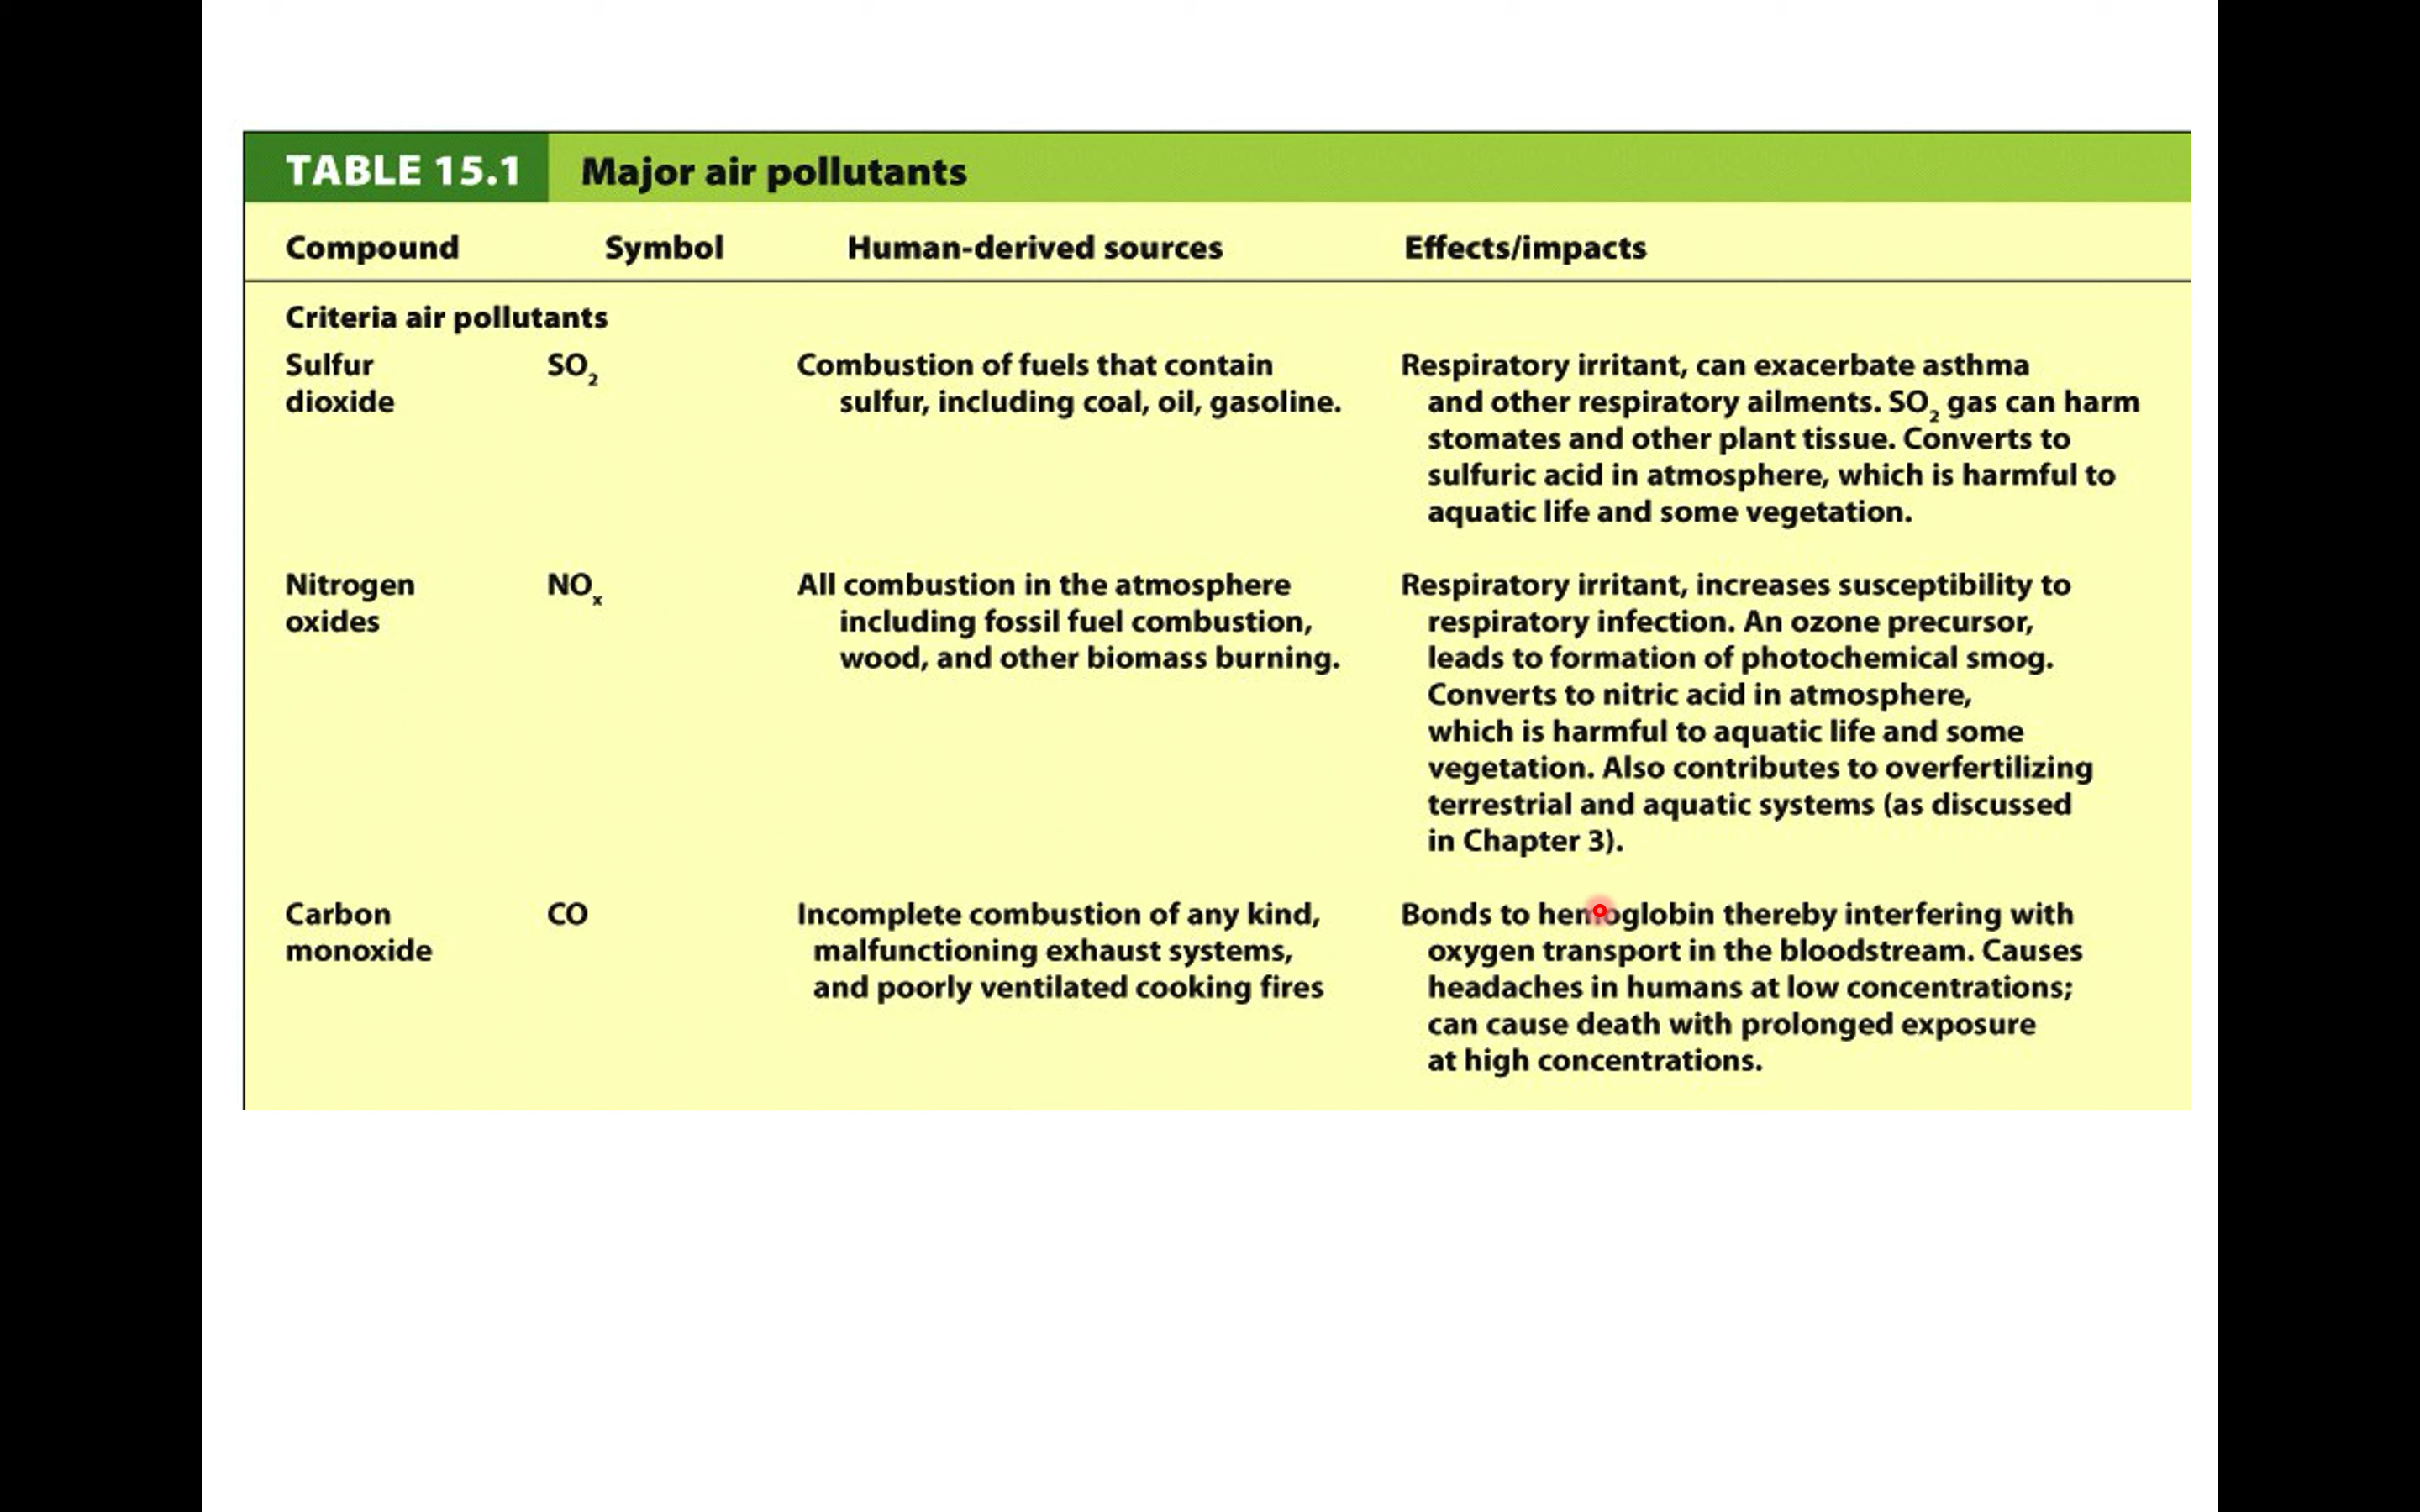 TABLE 15.1 Major air pollutants
Compound Symbol Human-derived sources Effects/impacts
Criteria air pollutants
Sulfur dioxide
SO₂
Combustion of fuels that contain
sulfur, including coal, oil, gasoline.
Respiratory irritant, can exacerbate asthma
and other respiratory ailments. SO₂ gas can harm
stomates and other plant tissue. Converts to
sulfuric acid in atmosphere, which is harmful to
aquatic life and some vegetation.
Nitrogen
oxides
NOₓ
All combustion in the atmosphere
including fossil fuel combustion,
wood, and other biomass burning.
Respiratory irritant, increases susceptibility to
respiratory infection. An ozone precursor,
leads to formation of photochemical smog.
Converts to nitric acid in atmosphere,
which is harmful to aquatic life and some
vegetation. Also contributes to overfertilizing
terrestrial and aquatic systems (as discussed
in Chapter 3).
Carbon
monoxide
CO
Incomplete combustion of any kind,
malfunctioning exhaust systems,
and poorly ventilated cooking fires
Bonds to hemoglobin thereby interfering with
oxygen transport in the bloodstream. Causes
headaches in humans at low concentrations;
can cause death with prolonged exposure
at high concentrations.